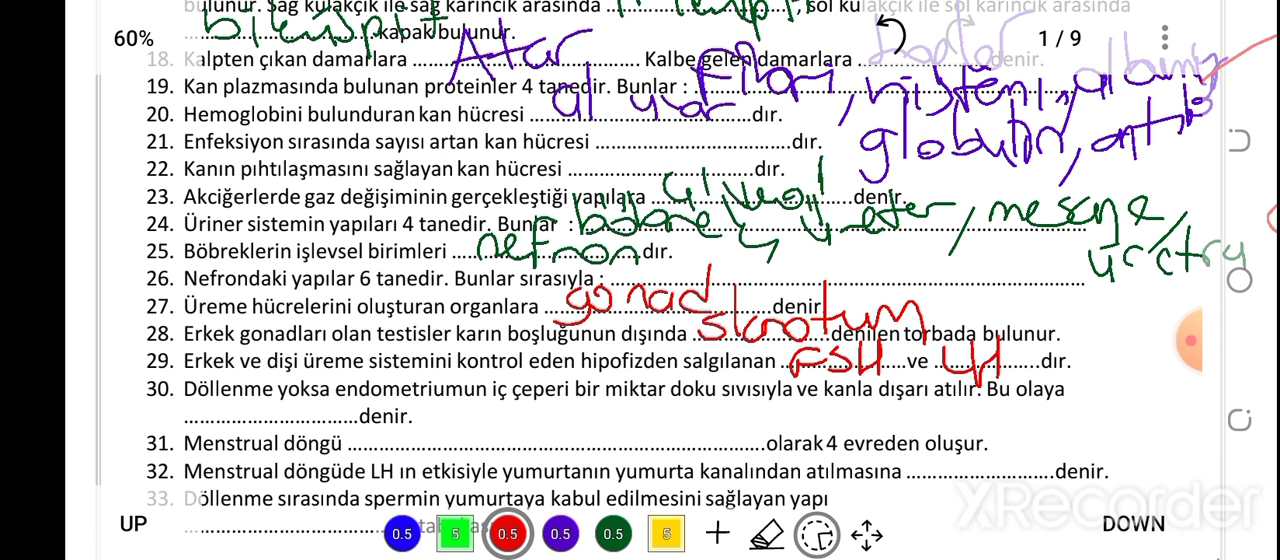 bulunur. Sağ kulakçık ile sağ karıncık arasında ..., sol kulakçık ile sol karıncık arasında
biküspit kapak bulunur.
60%
1 / 9
18. Kalpten çıkan damarlara ... Atar ... Kalbe gelen damarlara ... denir.
19. Kan plazmasında bulunan proteinler 4 tanedir. Bunlar : ... albumin
20. Hemoglobini bulunduran kan hücresi ... al yuvar ... dır. globulin,
21. Enfeksiyon sırasında sayısı artan kan hücresi ... dır.
22. Kanın pıhtılaşmasını sağlayan kan hücresi ... dır.
23. Akciğerlerde gaz değişiminin gerçekleştiği yapılara ... denir.
24. Üriner sistemin yapıları 4 tanedir. Bunlar : ... üreter, mesane,
25. Böbreklerin işlevsel birimleri ... nefron ... dır.
26. Nefrondaki yapılar 6 tanedir. Bunlar sırasıyla : ...
27. Üreme hücrelerini oluşturan organlara ... gonad ... denir
28. Erkek gonadları olan testisler karın boşluğunun dışında ... skrotum ... denilen torbada bulunur.
29. Erkek ve dişi üreme sistemini kontrol eden hipofizden salgılanan ... FSH ... ve ... LH ... dır.
30. Döllenme yoksa endometriumun iç çeperi bir miktar doku sıvısıyla ve kanla dışarı atılır. Bu olaya
... denir.
31. Menstrual döngü ... olarak 4 evreden oluşur.
32. Menstrual döngüde LH ın etkisiyle yumurtanın yumurta kanalından atılmasına ... denir.
33. Döllenme sırasında spermin yumurtaya kabul edilmesini sağlayan yapı
UP
0.5 5 0.5 0.5 0.5 5
DOWN
XRecorder